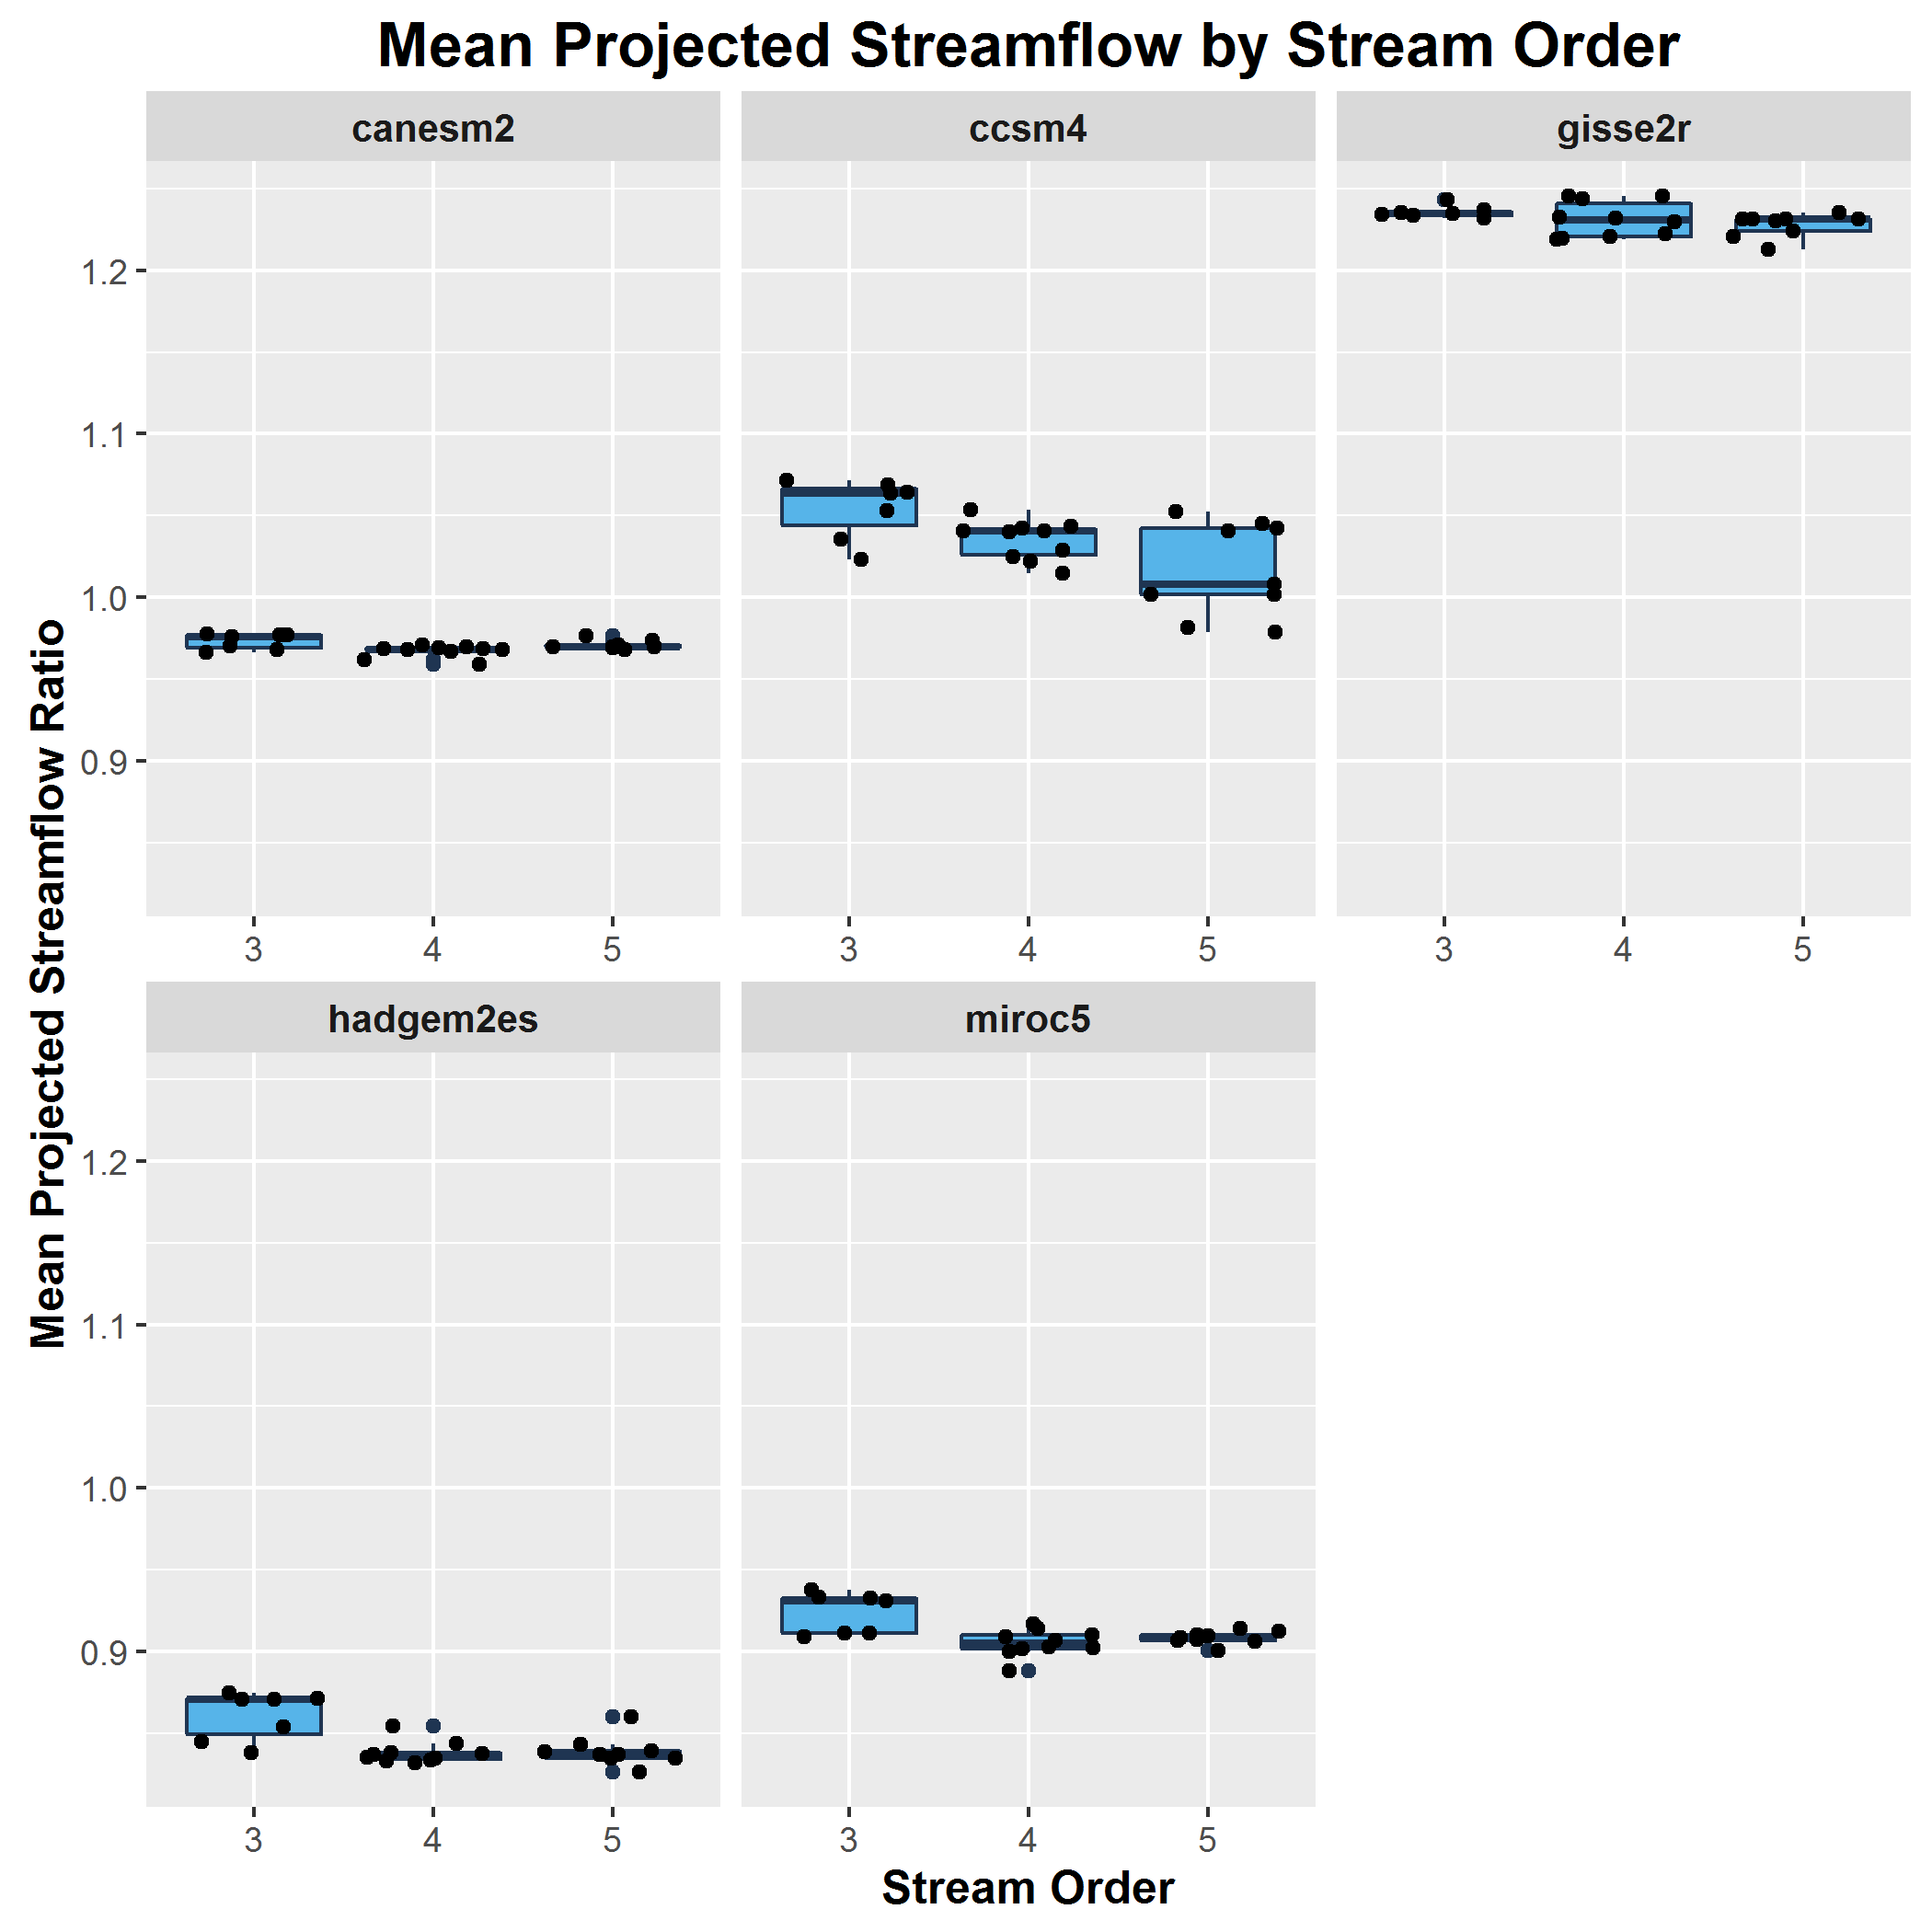 Mean Projected Streamflow by Stream Order
canesm2 ccsm4 gisse2r
1.2
1.1
1.0
0.9
3 4 5 3 4 5 3 4 5
Mean Projected Streamflow Ratio
hadgem2es miroc5
1.2
1.1
1.0
0.9
3 4 5 3 4 5
Stream Order